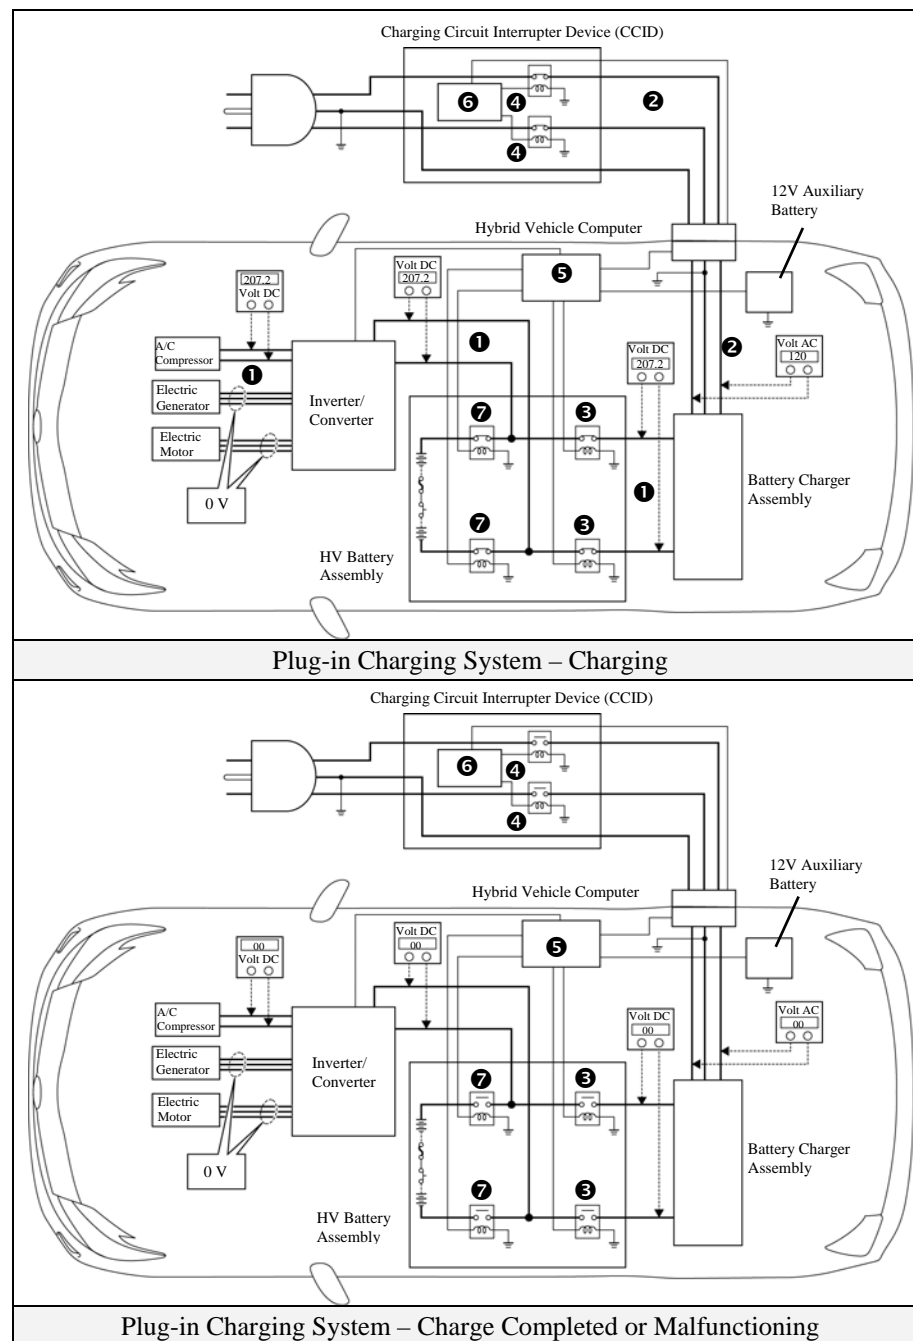 Charging Circuit Interrupter Device (CCID)
❻
❹
❷
❹
12V Auxiliary
Battery
Hybrid Vehicle Computer
❺
207.2
Volt DC
Volt DC
207.2
A/C
Compressor
❶
❶
Electric
Generator
Inverter/
Converter
Electric
Motor
0 V
Volt DC
207.2
❷
Volt AC
120
❼
❸
❶
❼
❸
Battery Charger
Assembly
HV Battery
Assembly
Plug-in Charging System – Charging
Charging Circuit Interrupter Device (CCID)
❻
❹
❹
12V Auxiliary
Battery
Hybrid Vehicle Computer
❺
00
Volt DC
Volt DC
00
A/C
Compressor
Electric
Generator
Inverter/
Converter
Electric
Motor
0 V
Volt DC
00
Volt AC
00
❼
❸
❼
❸
Battery Charger
Assembly
HV Battery
Assembly
Plug-in Charging System – Charge Completed or Malfunctioning